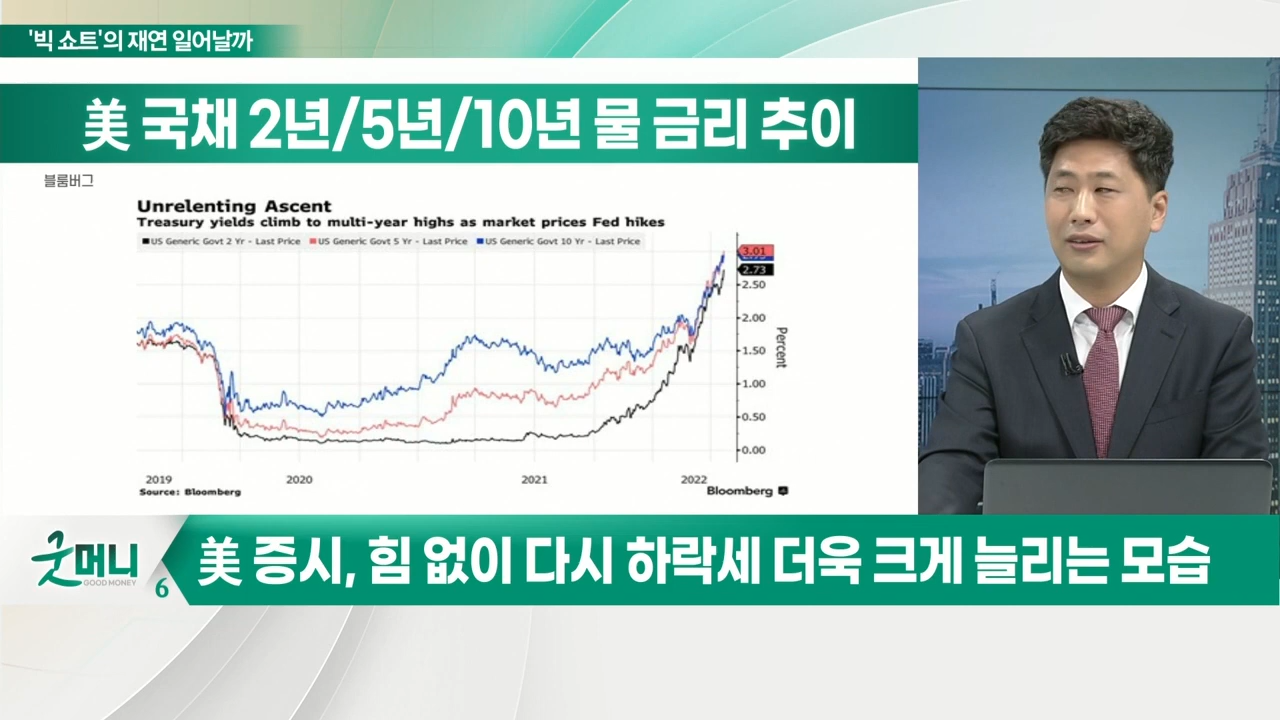 '빅 쇼트'의 재연 일어날까
美 국채 2년/5년/10년 물 금리 추이
블룸버그
Unrelenting Ascent
Treasury yields climb to multi-year highs as market prices Fed hikes
US Generic Govt 2 Yr - Last Price US Generic Govt 5 Yr - Last Price US Generic Govt 10 Yr - Last Price
3.01
2.73
2.50
2.00
1.50
1.00
0.50
0.00
Percent
2019 2020 2021 2022
Source: Bloomberg
Bloomberg
굿머니
GOOD MONEY
6
美 증시, 힘 없이 다시 하락세 더욱 크게 늘리는 모습